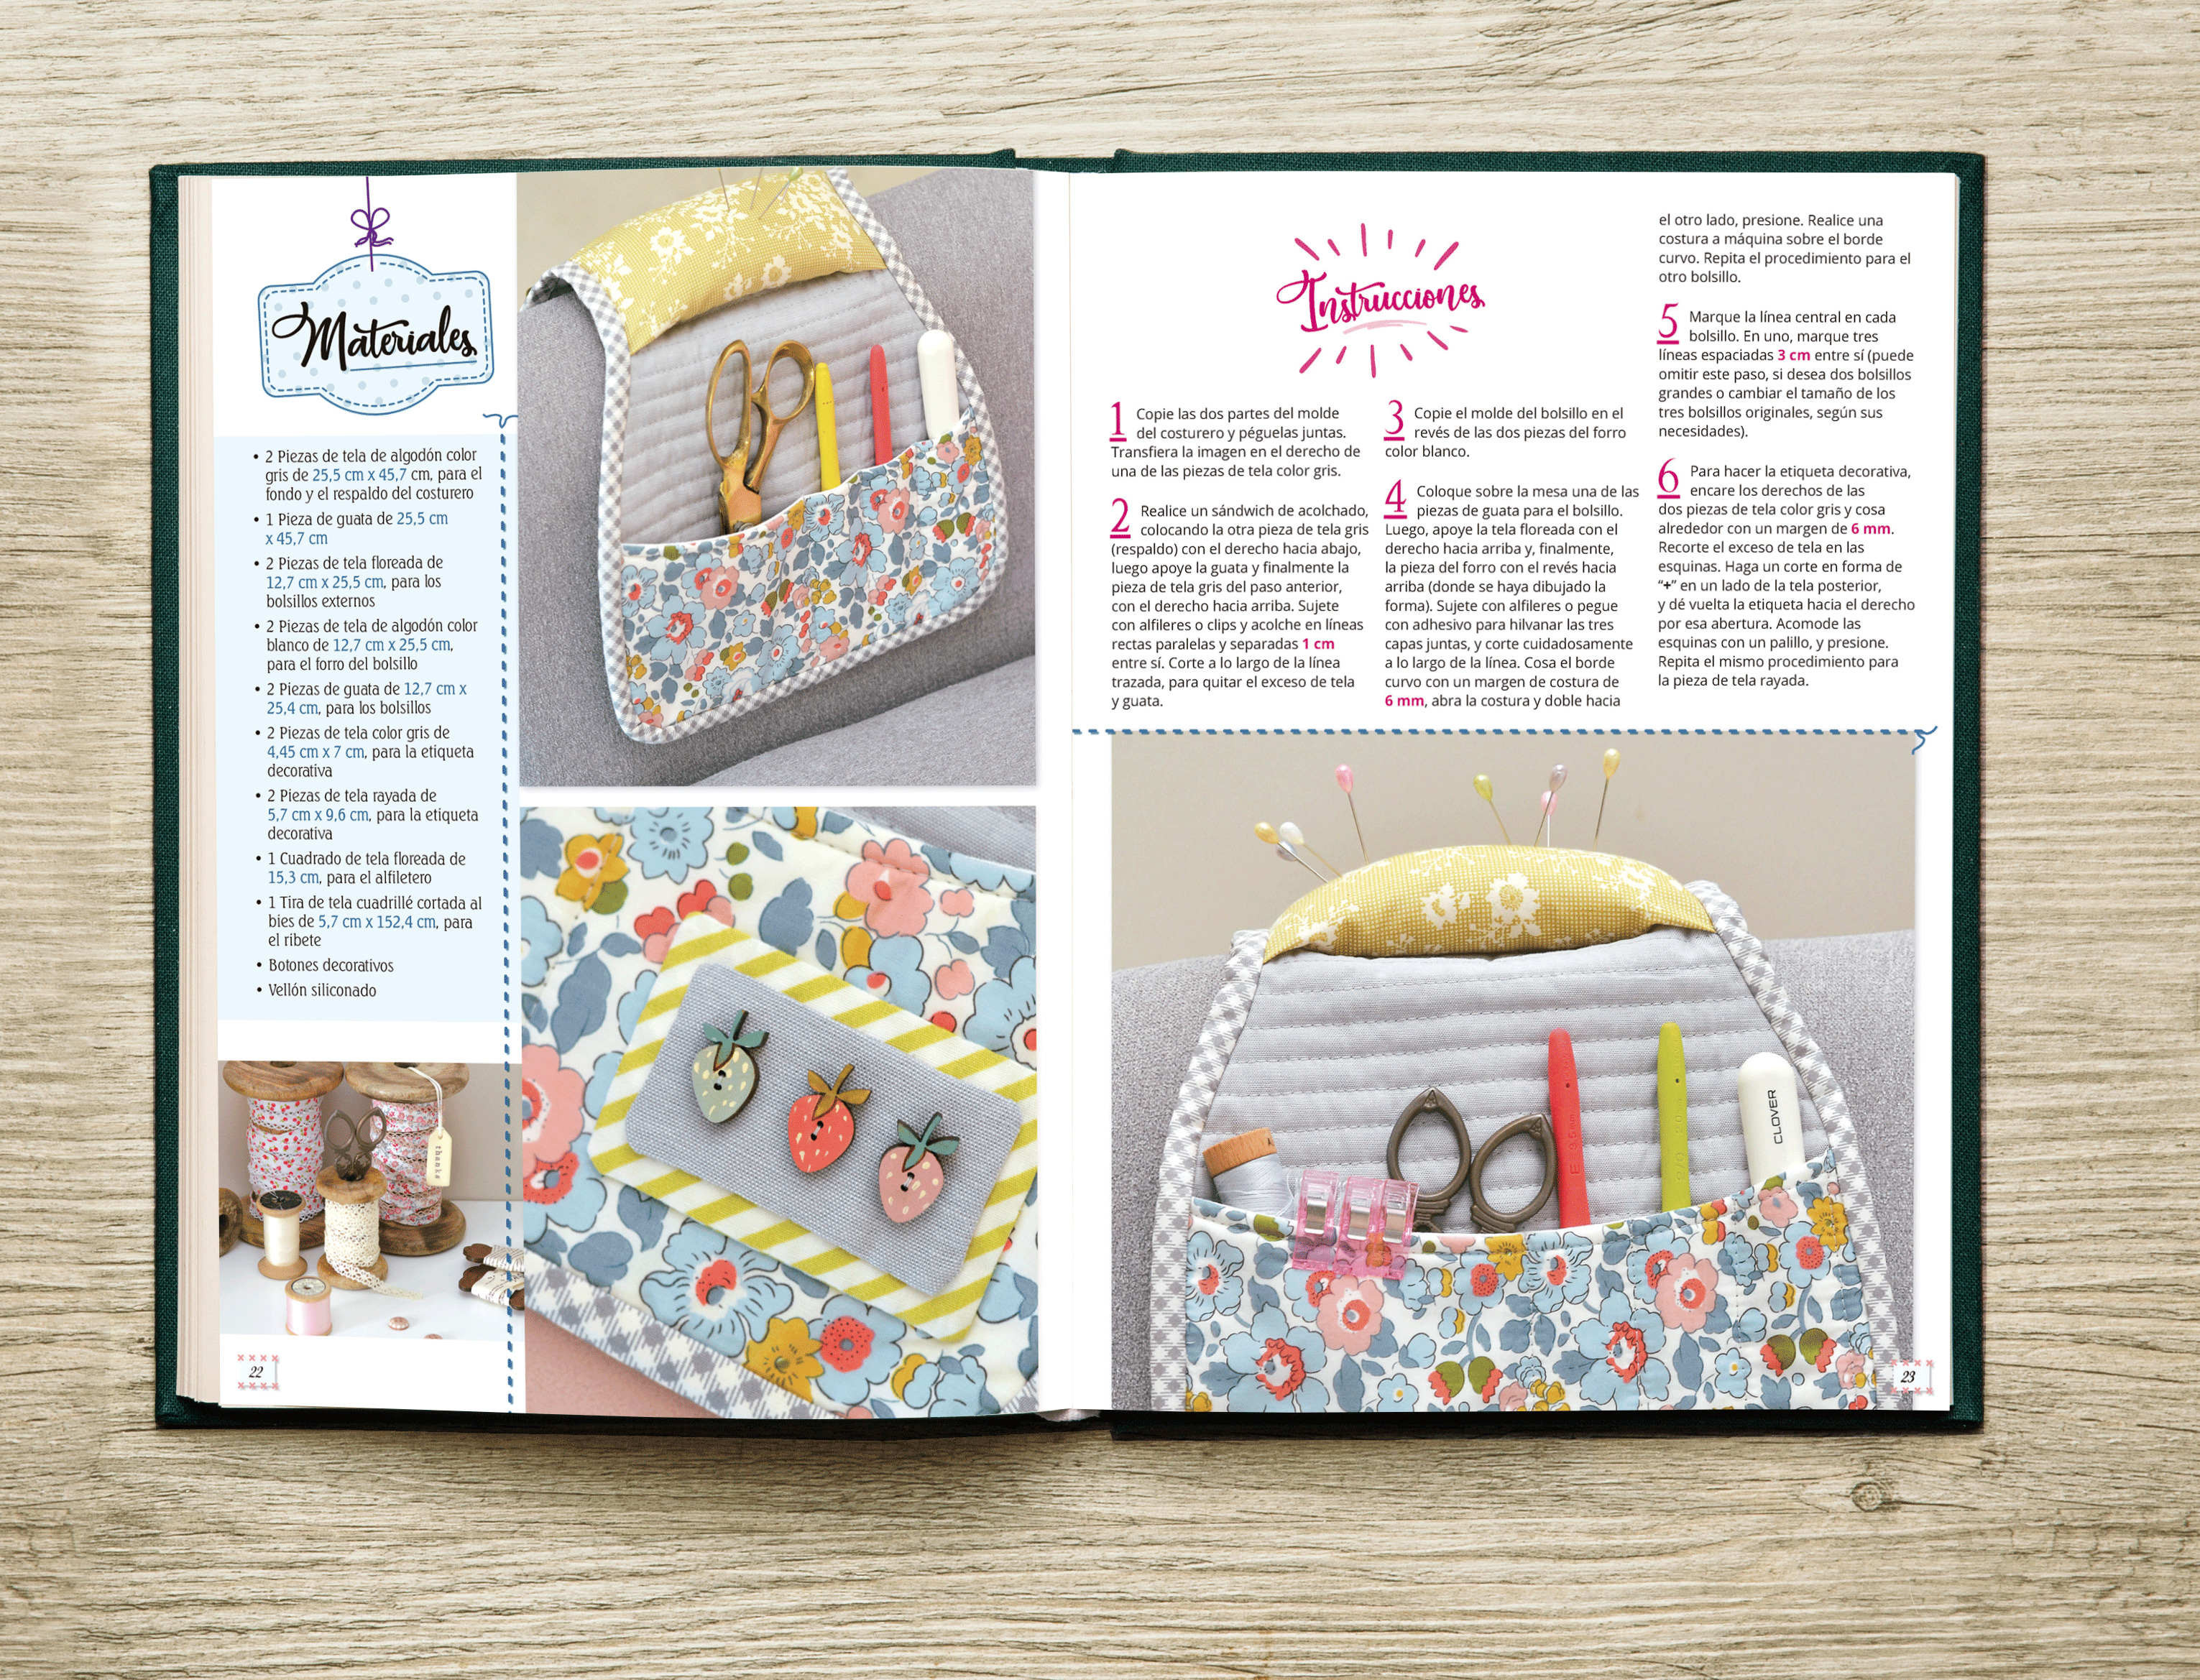 Materiales
• 2 Piezas de tela de algodón color
gris de 25,5 cm x 45,7 cm, para el
fondo y el respaldo del costurero
• 1 Pieza de guata de 25,5 cm
x 45,7 cm
• 2 Piezas de tela floreada de
12,7 cm x 25,5 cm, para los
bolsillos externos
• 2 Piezas de tela de algodón color
blanco de 12,7 cm x 25,5 cm,
para el forro del bolsillo
• 2 Piezas de guata de 12,7 cm x
25,4 cm, para los bolsillos
• 2 Piezas de tela color gris de
4,45 cm x 7 cm, para la etiqueta
decorativa
• 2 Piezas de tela rayada de
5,7 cm x 9,6 cm, para la etiqueta
decorativa
• 1 Cuadrado de tela floreada de
15,3 cm, para el alfiletero
• 1 Tira de tela cuadrillé cortada al
bies de 5,7 cm x 152,4 cm, para
el ribete
• Botones decorativos
• Vellón siliconado
thanks
22
Instrucciones
1 Copie las dos partes del molde
del costurero y péguelas juntas.
Transfiera la imagen en el derecho de
una de las piezas de tela color gris.
2 Realice un sándwich de acolchado,
colocando la otra pieza de tela gris
(respaldo) con el derecho hacia abajo,
luego apoye la guata y finalmente la
pieza de tela gris del paso anterior,
con el derecho hacia arriba. Sujete
con alfileres o clips y acolche en líneas
rectas paralelas y separadas 1 cm
entre sí. Corte a lo largo de la línea
trazada, para quitar el exceso de tela
y guata.
3 Copie el molde del bolsillo en el
revés de las dos piezas del forro
color blanco.
4 Coloque sobre la mesa una de las
piezas de guata para el bolsillo.
Luego, apoye la tela floreada con el
derecho hacia arriba y, finalmente,
la pieza del forro con el revés hacia
arriba (donde se haya dibujado la
forma). Sujete con alfileres o pegue
con adhesivo para hilvanar las tres
capas juntas, y corte cuidadosamente
a lo largo de la línea. Cosa el borde
curvo con un margen de costura de
6 mm, abra la costura y doble hacia
el otro lado, presione. Realice una
costura a máquina sobre el borde
curvo. Repita el procedimiento para el
otro bolsillo.
5 Marque la línea central en cada
bolsillo. En uno, marque tres
líneas espaciadas 3 cm entre sí (puede
omitir este paso, si desea dos bolsillos
grandes o cambiar el tamaño de los
tres bolsillos originales, según sus
necesidades).
6 Para hacer la etiqueta decorativa,
encare los derechos de las
dos piezas de tela color gris y cosa
alrededor con un margen de 6 mm.
Recorte el exceso de tela en las
esquinas. Haga un corte en forma de
“+” en un lado de la tela posterior,
y dé vuelta la etiqueta hacia el derecho
por esa abertura. Acomode las
esquinas con un palillo, y presione.
Repita el mismo procedimiento para
la pieza de tela rayada.
CLOVER
23